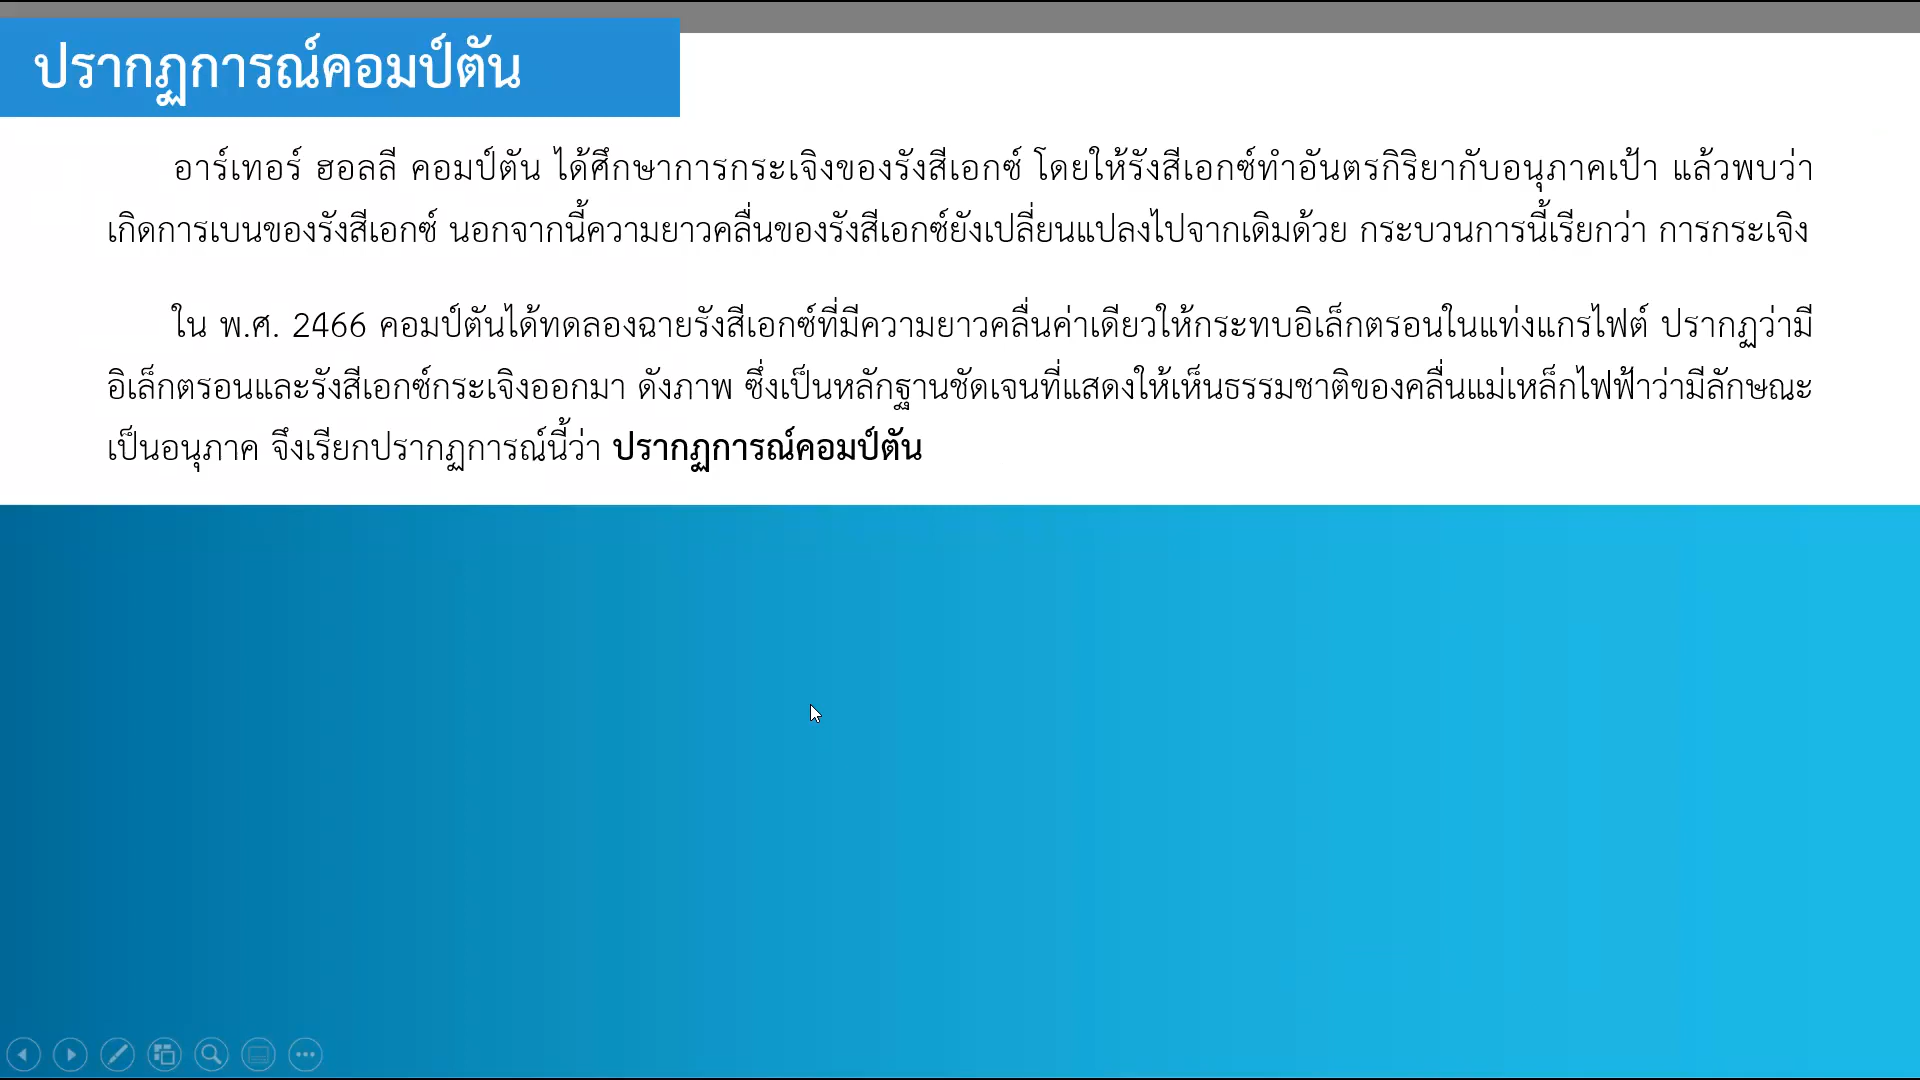 ปรากฏการณ์คอมป์ตัน
อาร์เทอร์ ฮอลลี คอมป์ตัน ได้ศึกษาการกระเจิงของรังสีเอกซ์ โดยให้รังสีเอกซ์ทำอันตรกิริยากับอนุภาคเป้า แล้วพบว่า
เกิดการเบนของรังสีเอกซ์ นอกจากนี้ความยาวคลื่นของรังสีเอกซ์ยังเปลี่ยนแปลงไปจากเดิมด้วย กระบวนการนี้เรียกว่า การกระเจิง
ใน พ.ศ. 2466 คอมป์ตันได้ทดลองฉายรังสีเอกซ์ที่มีความยาวคลื่นค่าเดียวให้กระทบอิเล็กตรอนในแท่งแกรไฟต์ ปรากฏว่ามี
อิเล็กตรอนและรังสีเอกซ์กระเจิงออกมา ดังภาพ ซึ่งเป็นหลักฐานชัดเจนที่แสดงให้เห็นธรรมชาติของคลื่นแม่เหล็กไฟฟ้าว่ามีลักษณะ
เป็นอนุภาค จึงเรียกปรากฏการณ์นี้ว่า ปรากฏการณ์คอมป์ตัน